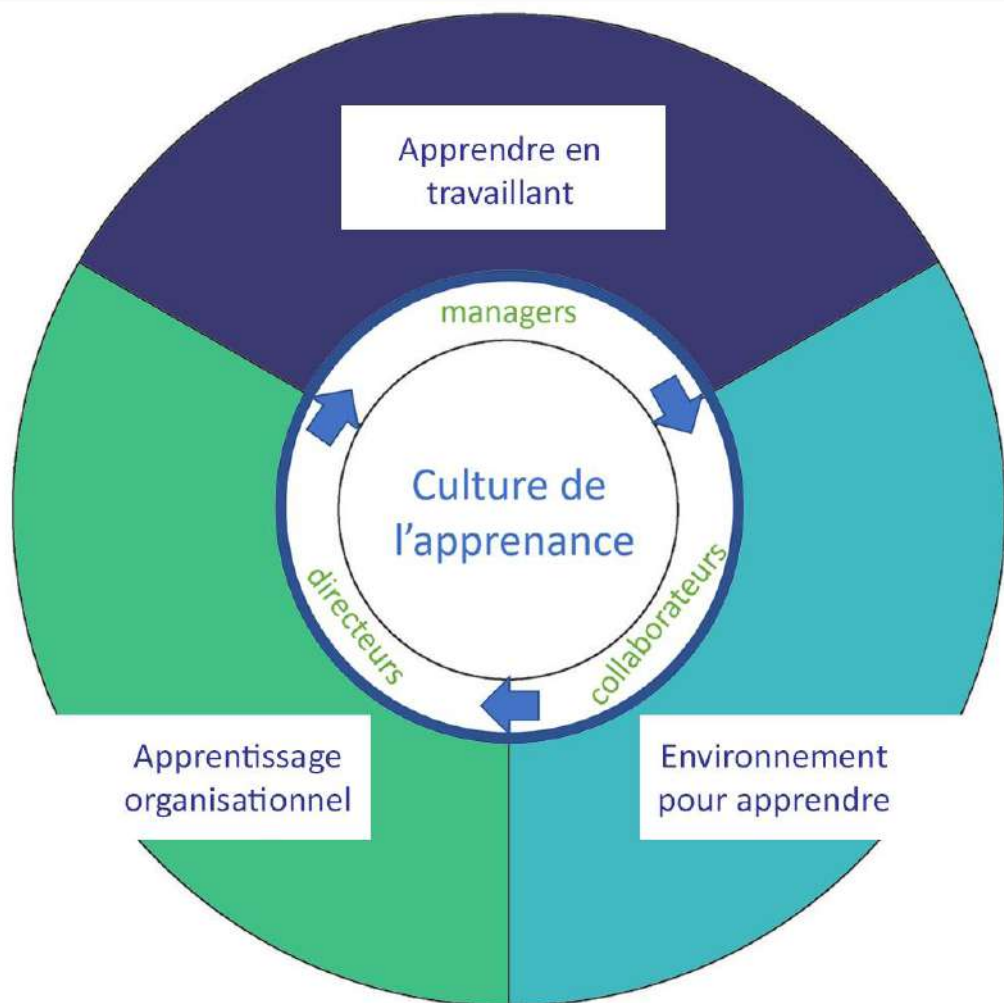 Apprendre en
travaillant
managers
Culture de
l’apprenance
directeurs
collaborateurs
Apprentissage
organisationnel
Environnement
pour apprendre